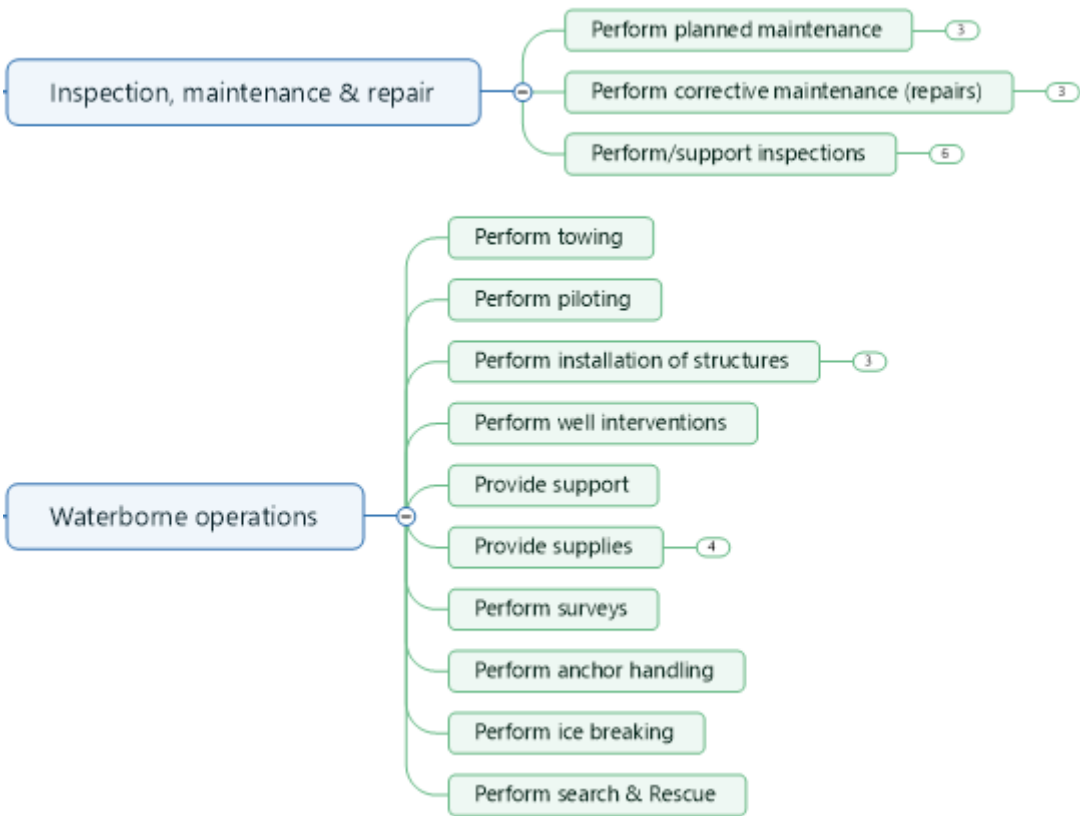 Perform planned maintenance
3
Inspection, maintenance & repair
Perform corrective maintenance (repairs)
3
Perform/support inspections
6
Perform towing
Perform piloting
Perform installation of structures
3
Perform well interventions
Provide support
Waterborne operations
Provide supplies
4
Perform surveys
Perform anchor handling
Perform ice breaking
Perform search & Rescue